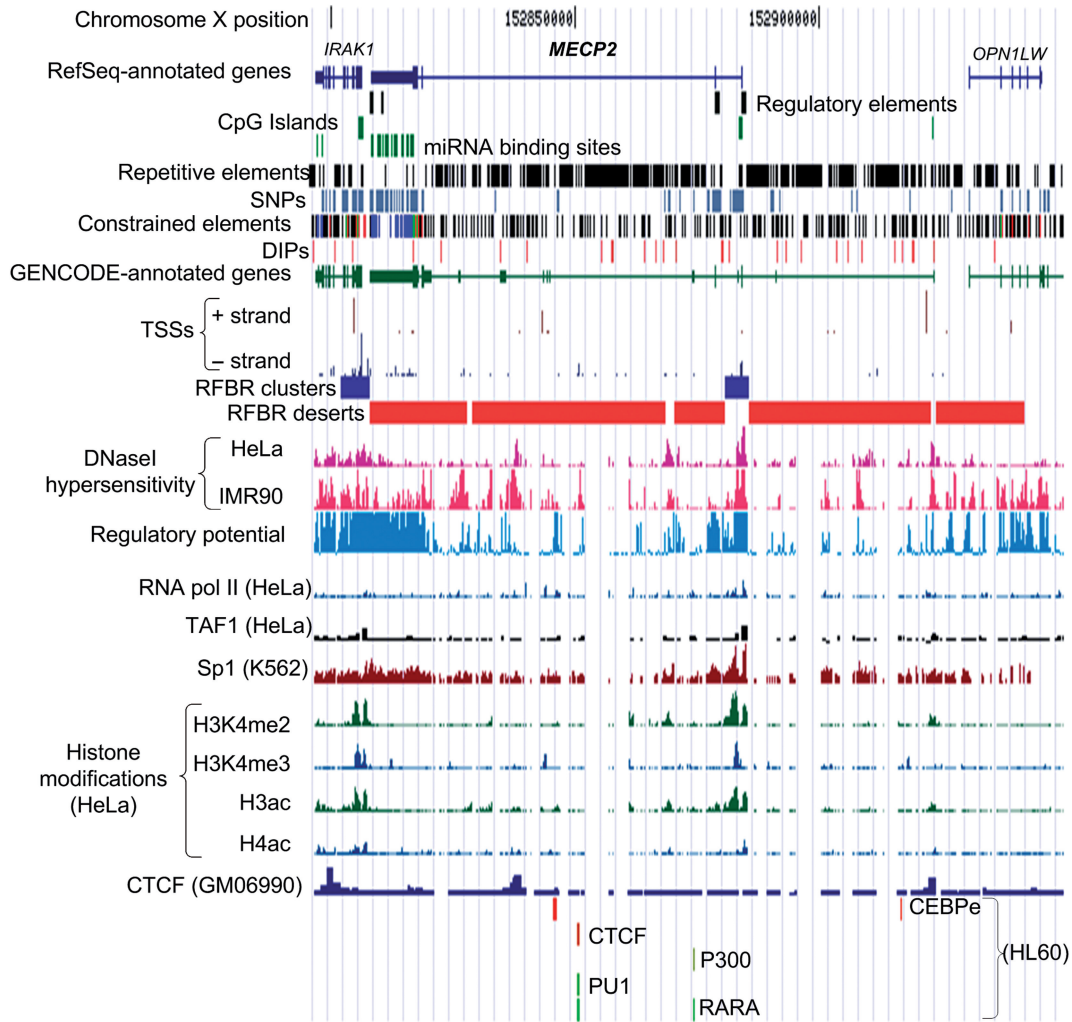 Chromosome X position 152850000 152900000
IRAK1 MECP2 OPN1LW
RefSeq-annotated genes
Regulatory elements
CpG Islands
miRNA binding sites
Repetitive elements
SNPs
Constrained elements
DIPs
GENCODE-annotated genes
+ strand
TSSs
– strand
RFBR clusters
RFBR deserts
HeLa
DNaseI
hypersensitivity
IMR90
Regulatory potential
RNA pol II (HeLa)
TAF1 (HeLa)
Sp1 (K562)
H3K4me2
Histone
modifications
(HeLa)
H3K4me3
H3ac
H4ac
CTCF (GM06990)
CEBPe
CTCF
(HL60)
P300
PU1
RARA